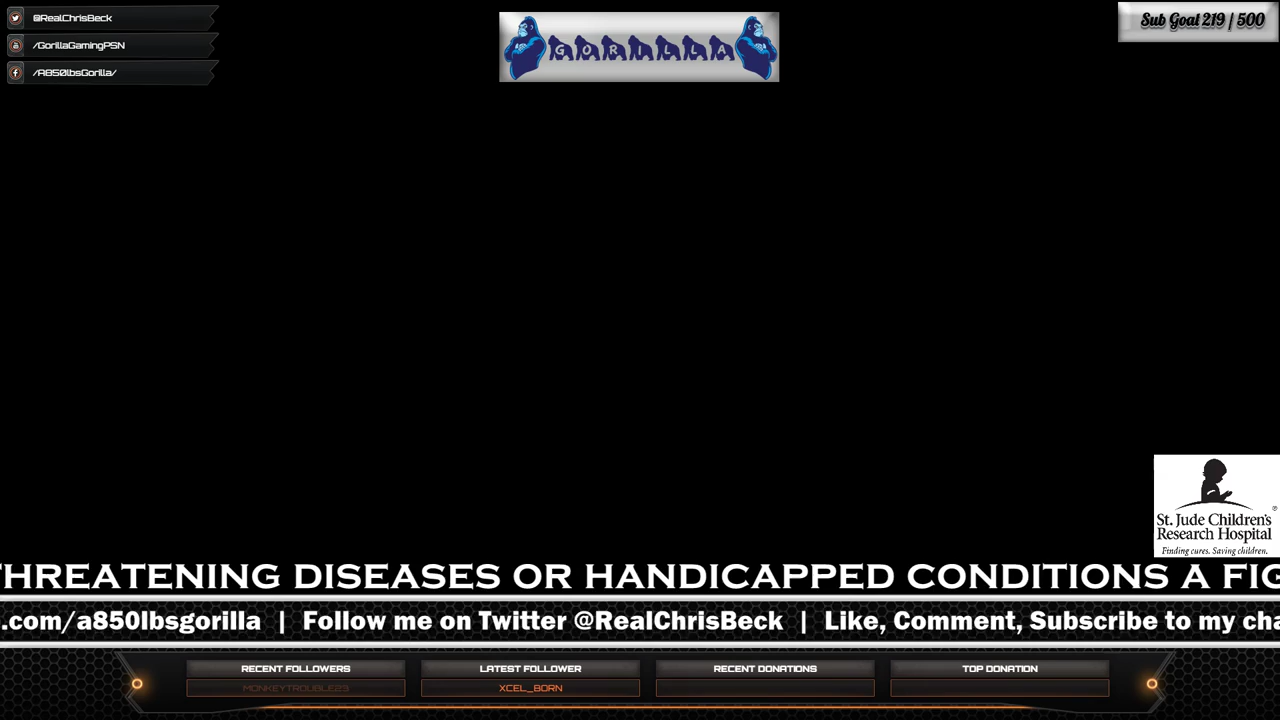 @RealChrisBeck
/GorillaGamingPSN
/A850lbsGorilla/
GORILLA
Sub Goal 219 / 500
St. Jude Children's
Research Hospital
Finding cures. Saving children.
THREATENING DISEASES OR HANDICAPPED CONDITIONS A FIG
.com/a850lbsgorilla | Follow me on Twitter @RealChrisBeck | Like, Comment, Subscribe to my cha
RECENT FOLLOWERS
MONKEYTROUBLE23
LATEST FOLLOWER
XCEL_BORN
RECENT DONATIONS
TOP DONATION